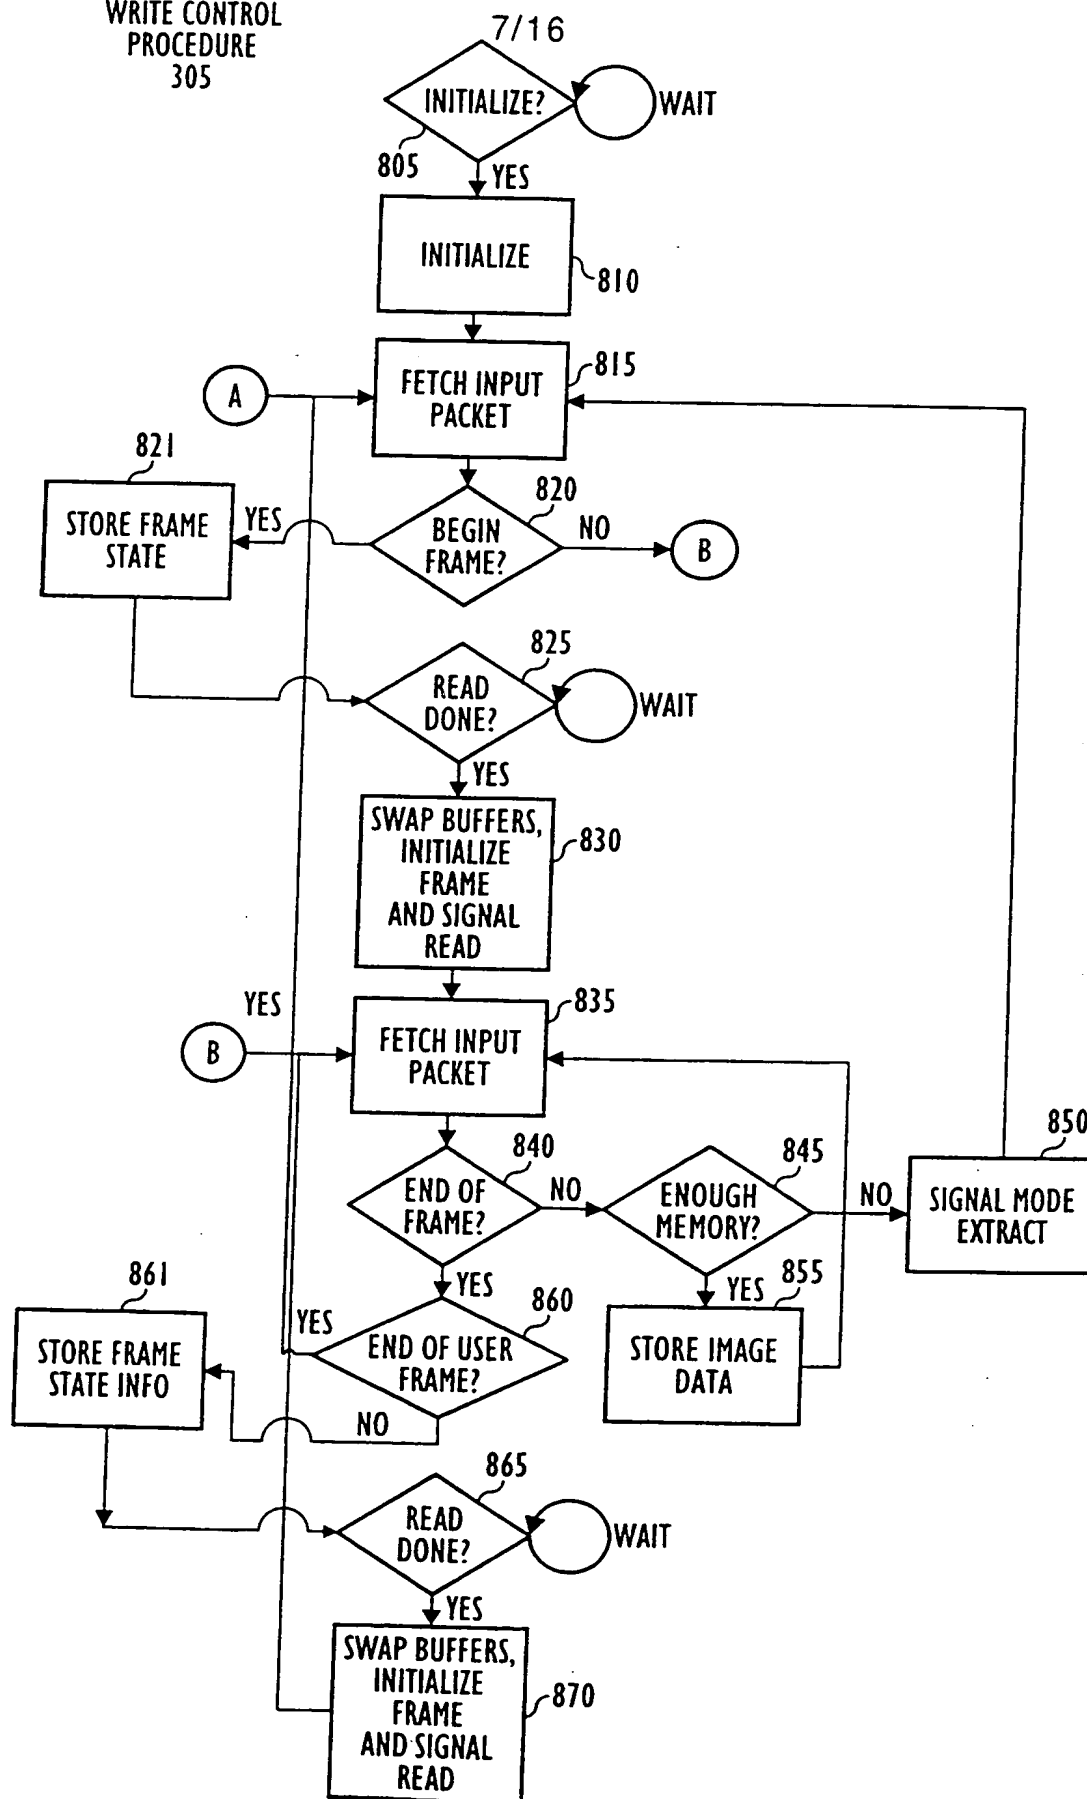 WRITE CONTROL
PROCEDURE
305
7/16
INITIALIZE?
WAIT
805
YES
INITIALIZE
810
FETCH INPUT
PACKET
815
A
821
STORE FRAME
STATE
YES
BEGIN
FRAME?
820
NO
B
READ
DONE?
825
WAIT
YES
SWAP BUFFERS,
INITIALIZE
FRAME
AND SIGNAL
READ
830
YES
B
FETCH INPUT
PACKET
835
END OF
FRAME?
840
NO
ENOUGH
MEMORY?
845
NO
850
SIGNAL MODE
EXTRACT
YES
YES
855
STORE IMAGE
DATA
861
STORE FRAME
STATE INFO
YES
END OF USER
FRAME?
860
NO
READ
DONE?
865
WAIT
YES
SWAP BUFFERS,
INITIALIZE
FRAME
AND SIGNAL
READ
870